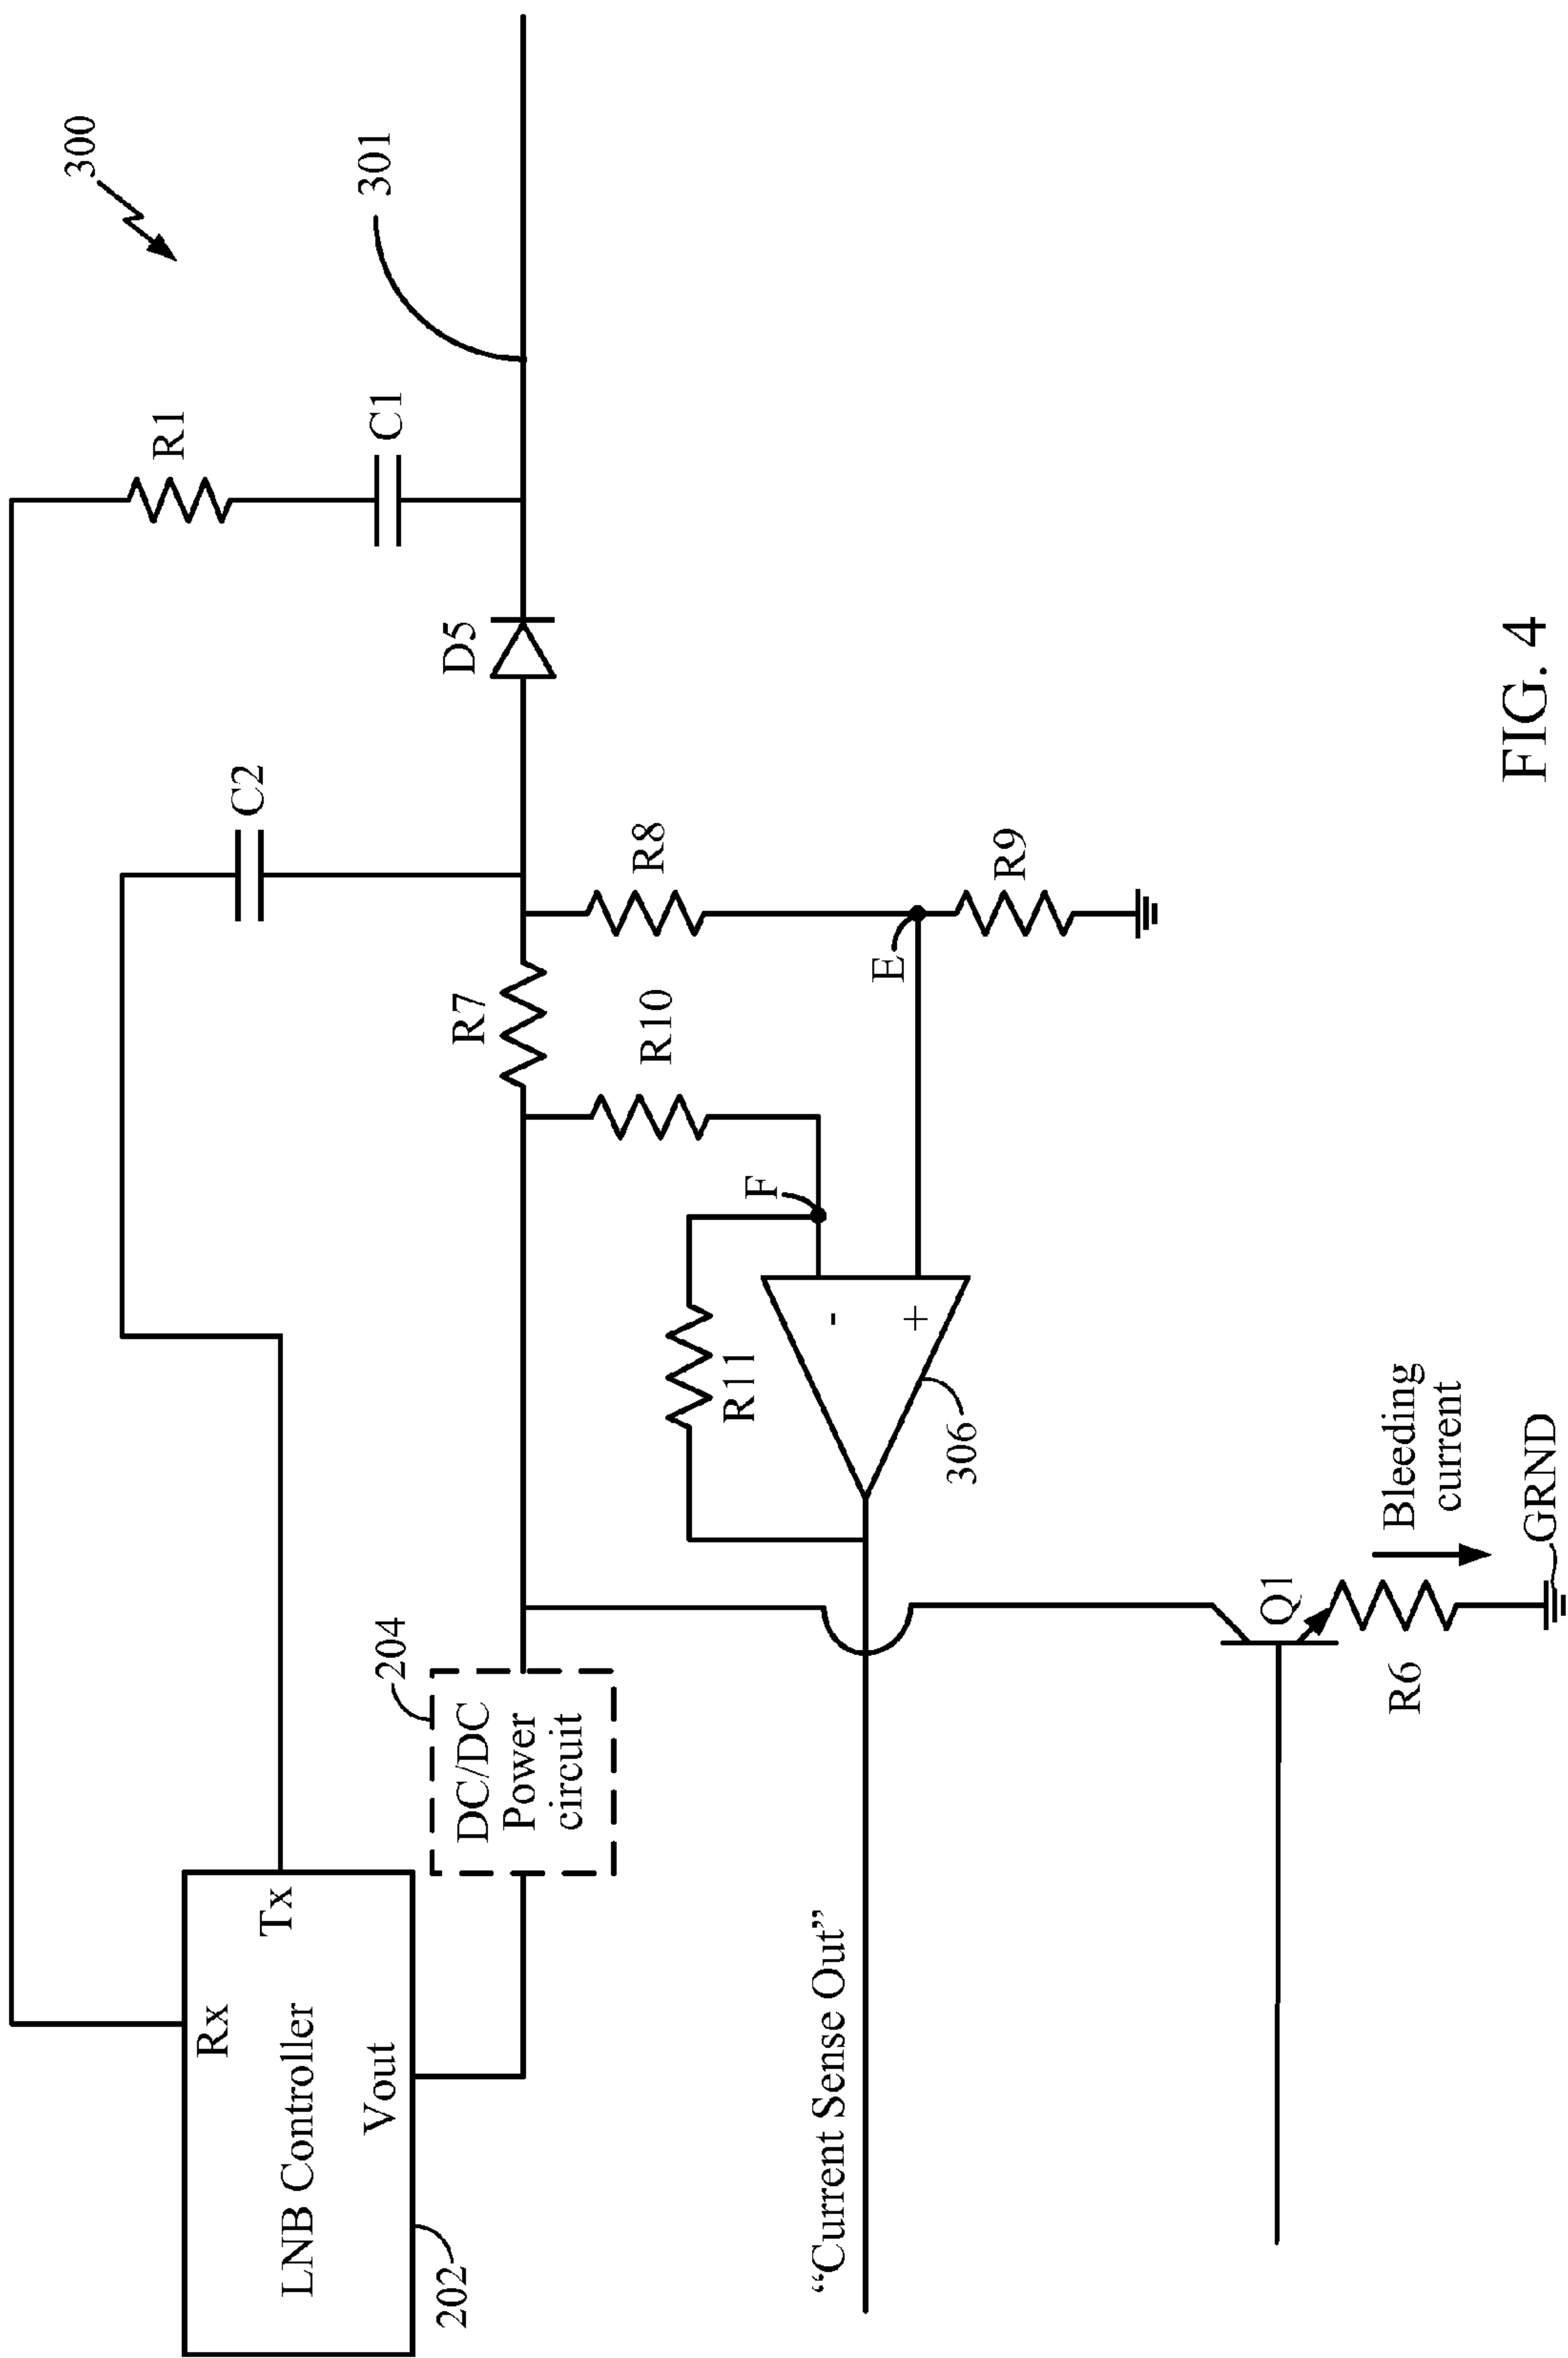 300
301
R1
C1
D5
C2
R7
R8
R9
E
R10
F
R11
-
+
306
Rx
Tx
LNB Controller
Vout
202
204
DC/DC
Power
circuit
“Current Sense Out”
Q1
R6
Bleeding
current
GRND
FIG. 4